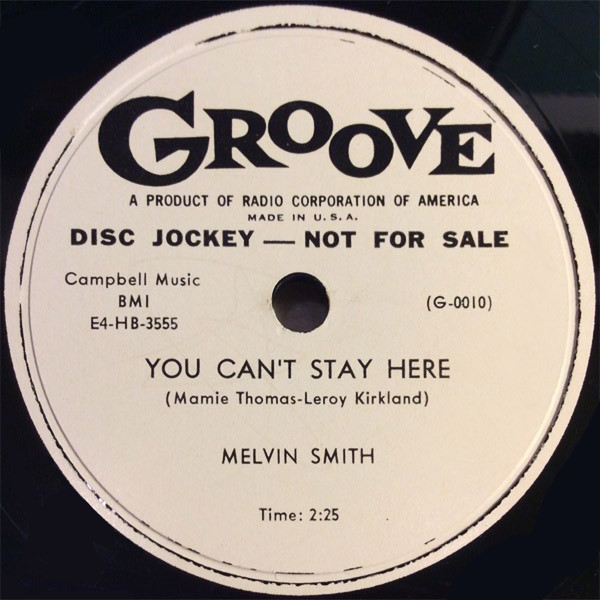 GROOVE
A PRODUCT OF RADIO CORPORATION OF AMERICA
MADE IN U.S.A.
DISC JOCKEY — NOT FOR SALE
Campbell Music
BMI
E4-HB-3555
(G-0010)
YOU CAN'T STAY HERE
(Mamie Thomas-Leroy Kirkland)
MELVIN SMITH
Time: 2:25